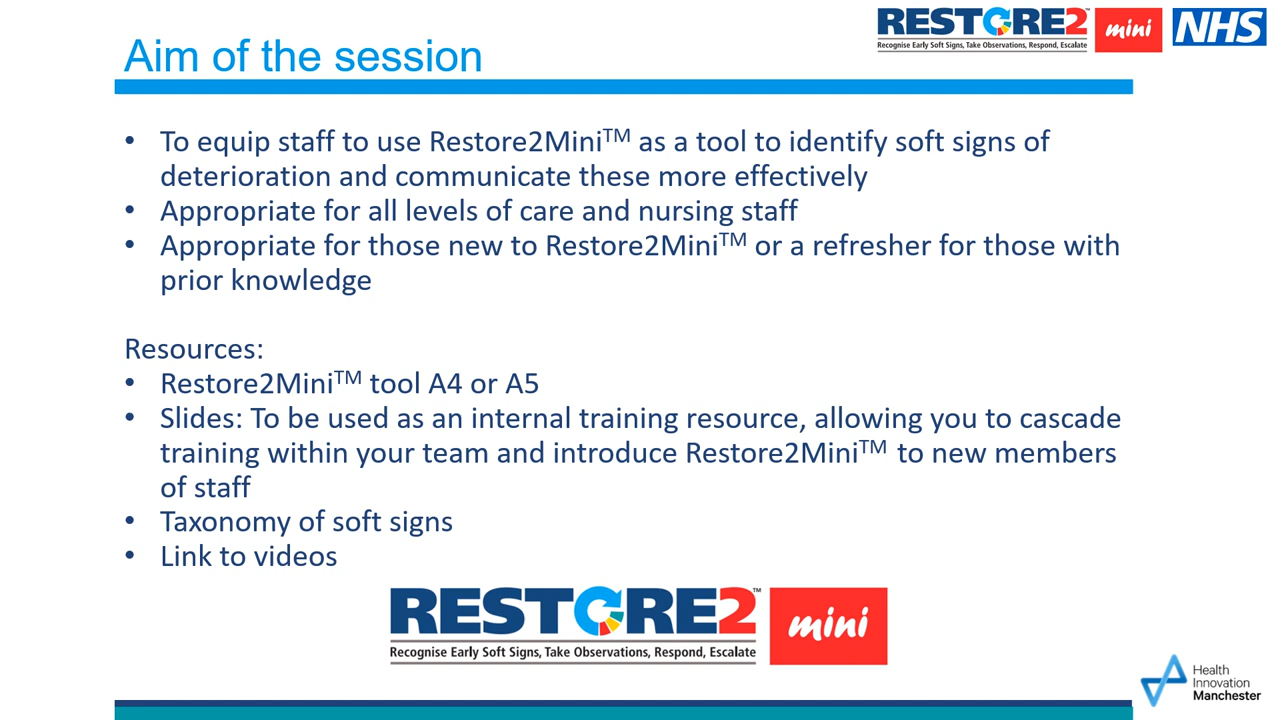 RESTORE2™ mini NHS
Recognise Early Soft Signs, Take Observations, Respond, Escalate
Aim of the session
• To equip staff to use Restore2Mini™ as a tool to identify soft signs of
deterioration and communicate these more effectively
• Appropriate for all levels of care and nursing staff
• Appropriate for those new to Restore2Mini™ or a refresher for those with
prior knowledge
Resources:
• Restore2Mini™ tool A4 or A5
• Slides: To be used as an internal training resource, allowing you to cascade
training within your team and introduce Restore2Mini™ to new members
of staff
• Taxonomy of soft signs
• Link to videos
RESTORE2™ mini
Recognise Early Soft Signs, Take Observations, Respond, Escalate
Health
Innovation
Manchester